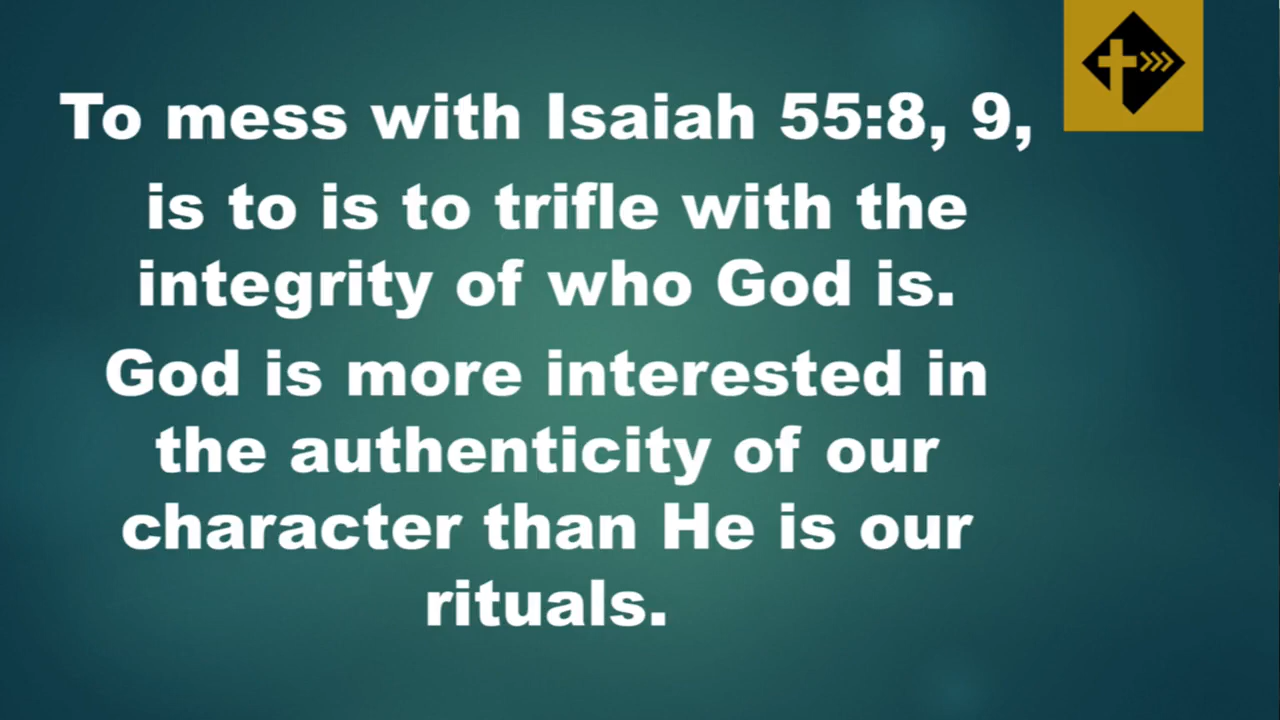 To mess with Isaiah 55:8, 9,
is to is to trifle with the
integrity of who God is.
God is more interested in
the authenticity of our
character than He is our
rituals.